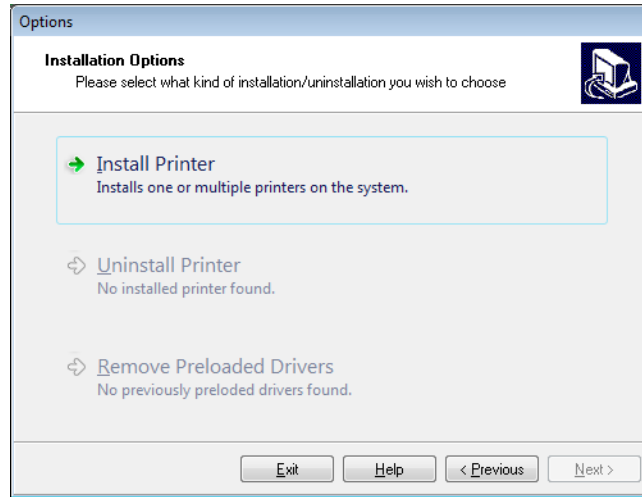 Options
Installation Options
Please select what kind of installation/uninstallation you wish to choose
Install Printer
Installs one or multiple printers on the system.
Uninstall Printer
No installed printer found.
Remove Preloaded Drivers
No previously preloded drivers found.
Exit Help < Previous Next >